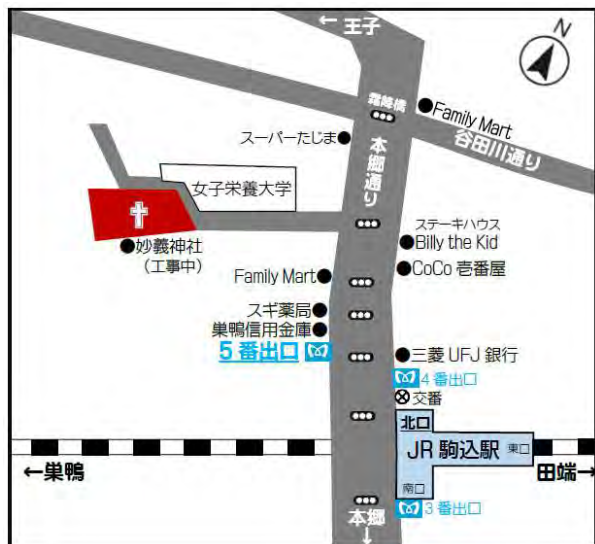 ← 王子
N
霜降橋
Family Mart
谷田川通り
スーパーたじま
本郷通り
女子栄養大学
ステーキハウス
Billy the Kid
妙義神社
(工事中)
CoCo 壱番屋
Family Mart
スギ薬局
巣鴨信用金庫
5番出口
三菱 UFJ 銀行
4番出口
交番
北口
JR 駒込駅
東口
←巣鴨
田端→
南口
3番出口
本郷
↓